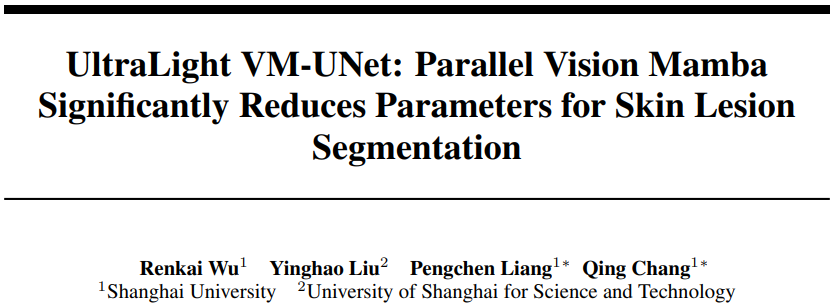 UltraLight VM-UNet: Parallel Vision Mamba
Significantly Reduces Parameters for Skin Lesion
Segmentation
Renkai Wu¹ Yinghao Liu² Pengchen Liang¹* Qing Chang¹*
¹Shanghai University ²University of Shanghai for Science and Technology